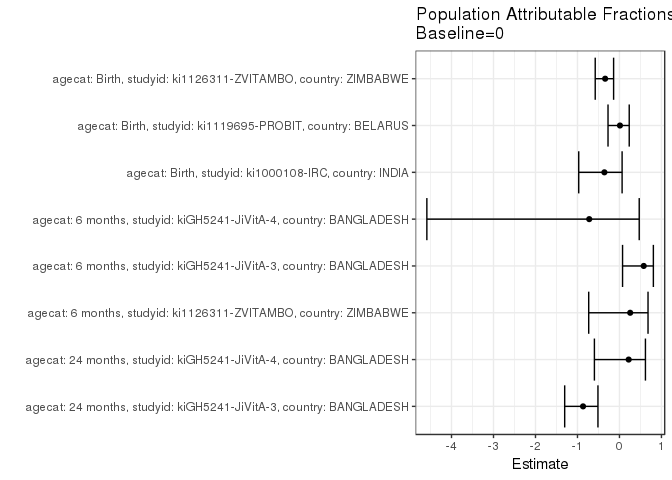 Population Attributable Fractions
Baseline=0
agecat: Birth, studyid: ki1126311-ZVITAMBO, country: ZIMBABWE
agecat: Birth, studyid: ki1119695-PROBIT, country: BELARUS
agecat: Birth, studyid: ki1000108-IRC, country: INDIA
agecat: 6 months, studyid: kiGH5241-JiVitA-4, country: BANGLADESH
agecat: 6 months, studyid: kiGH5241-JiVitA-3, country: BANGLADESH
agecat: 6 months, studyid: ki1126311-ZVITAMBO, country: ZIMBABWE
agecat: 24 months, studyid: kiGH5241-JiVitA-4, country: BANGLADESH
agecat: 24 months, studyid: kiGH5241-JiVitA-3, country: BANGLADESH
-4 -3 -2 -1 0 1
Estimate